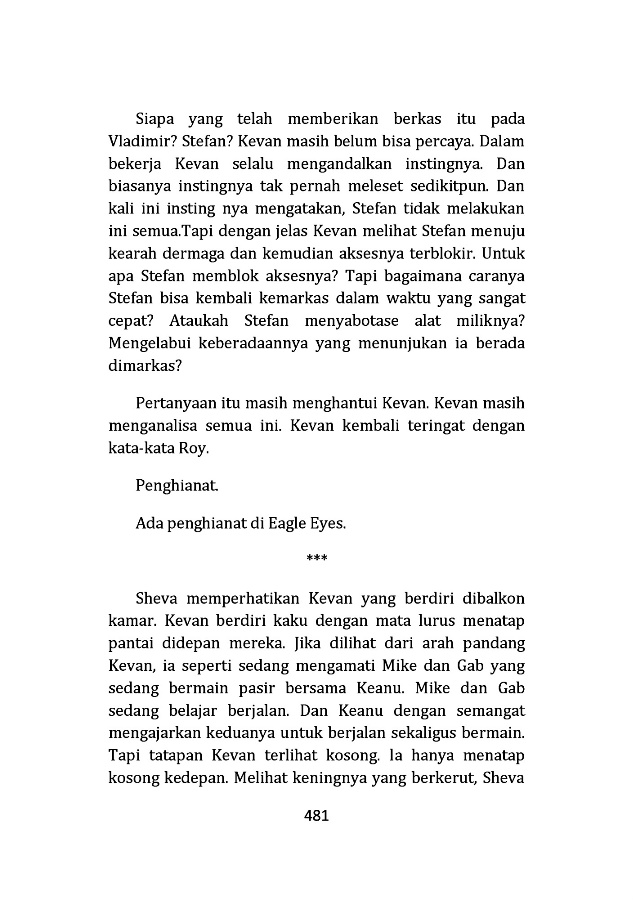 Siapa yang telah memberikan berkas itu pada
Vladimir? Stefan? Kevan masih belum bisa percaya. Dalam
bekerja Kevan selalu mengandalkan instingnya. Dan
biasanya instingnya tak pernah meleset sedikitpun. Dan
kali ini insting nya mengatakan, Stefan tidak melakukan
ini semua.Tapi dengan jelas Kevan melihat Stefan menuju
kearah dermaga dan kemudian aksesnya terblokir. Untuk
apa Stefan memblok aksesnya? Tapi bagaimana caranya
Stefan bisa kembali kemarkas dalam waktu yang sangat
cepat? Ataukah Stefan menyabotase alat miliknya?
Mengelabui keberadaannya yang menunjukan ia berada
dimarkas?
Pertanyaan itu masih menghantui Kevan. Kevan masih
menganalisa semua ini. Kevan kembali teringat dengan
kata-kata Roy.
Penghianat.
Ada penghianat di Eagle Eyes.
***
Sheva memperhatikan Kevan yang berdiri dibalkon
kamar. Kevan berdiri kaku dengan mata lurus menatap
pantai didepan mereka. Jika dilihat dari arah pandang
Kevan, ia seperti sedang mengamati Mike dan Gab yang
sedang bermain pasir bersama Keanu. Mike dan Gab
sedang belajar berjalan. Dan Keanu dengan semangat
mengajarkan keduanya untuk berjalan sekaligus bermain.
Tapi tatapan Kevan terlihat kosong. Ia hanya menatap
kosong kedepan. Melihat keningnya yang berkerut, Sheva
481